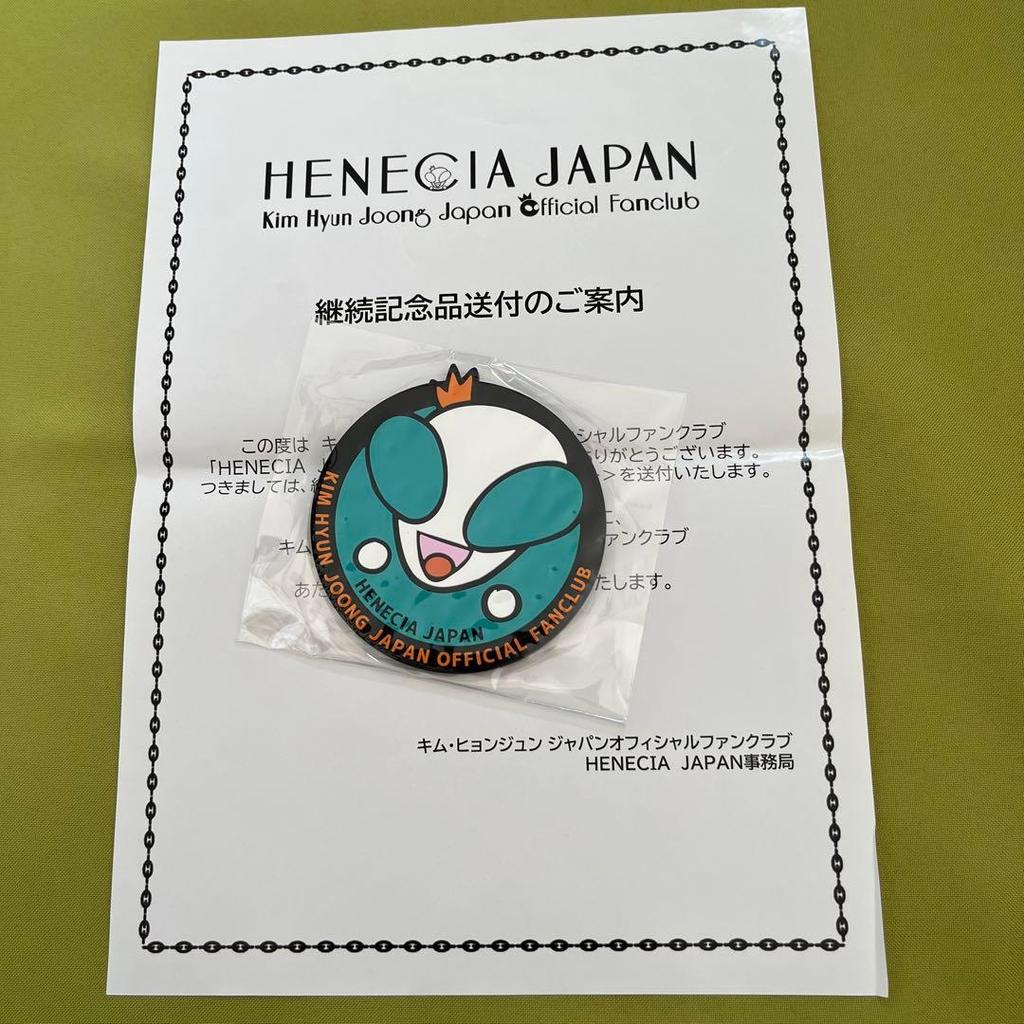 HENECIA JAPAN
Kim Hyun Joong Japan Official Fanclub
継続記念品送付のご案内
この度は キ シャルファンクラブ
「HENECIA りがとうございます。
つきましては、 >を送付いたします。
に、
キム ァンクラブ
あた たします。
KIM HYUN JOONG JAPAN OFFICIAL FANCLUB
HENECIA JAPAN
キム・ヒョンジュン ジャパンオフィシャルファンクラブ
HENECIA JAPAN事務局